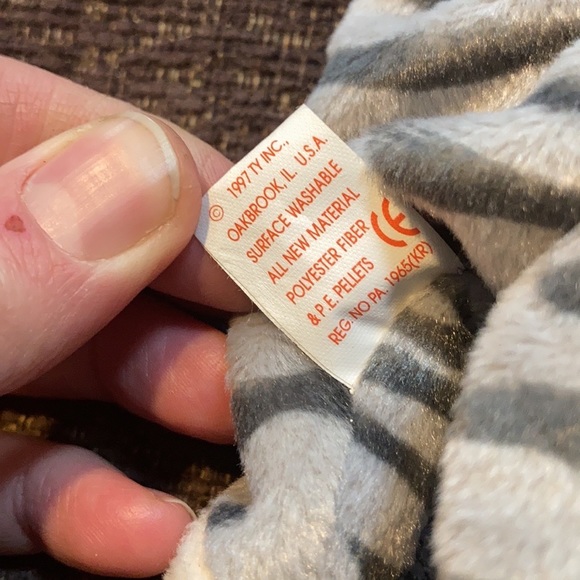 © 1997 TY INC.,
OAKBROOK, IL. U.S.A.
SURFACE WASHABLE
ALL NEW MATERIAL
POLYESTER FIBER
& P.E. PELLETS CE
REG. NO PA. 1965(KR)